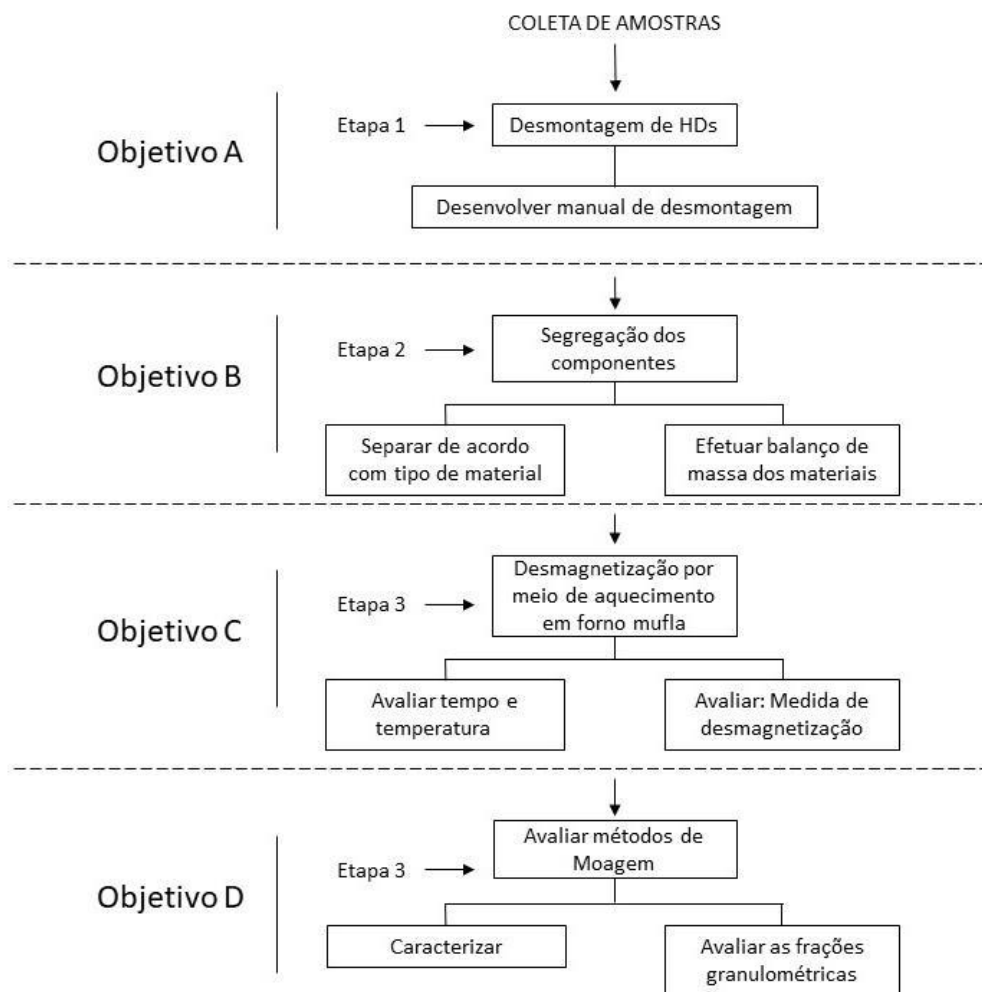 COLETA DE AMOSTRAS
Objetivo A
Etapa 1
Desmontagem de HDs
Desenvolver manual de desmontagem
Objetivo B
Etapa 2
Segregação dos
componentes
Separar de acordo
com tipo de material
Efetuar balanço de
massa dos materiais
Objetivo C
Etapa 3
Desmagnetização por
meio de aquecimento
em forno mufla
Avaliar tempo e
temperatura
Avaliar: Medida de
desmagnetização
Objetivo D
Etapa 3
Avaliar métodos de
Moagem
Caracterizar
Avaliar as frações
granulométricas